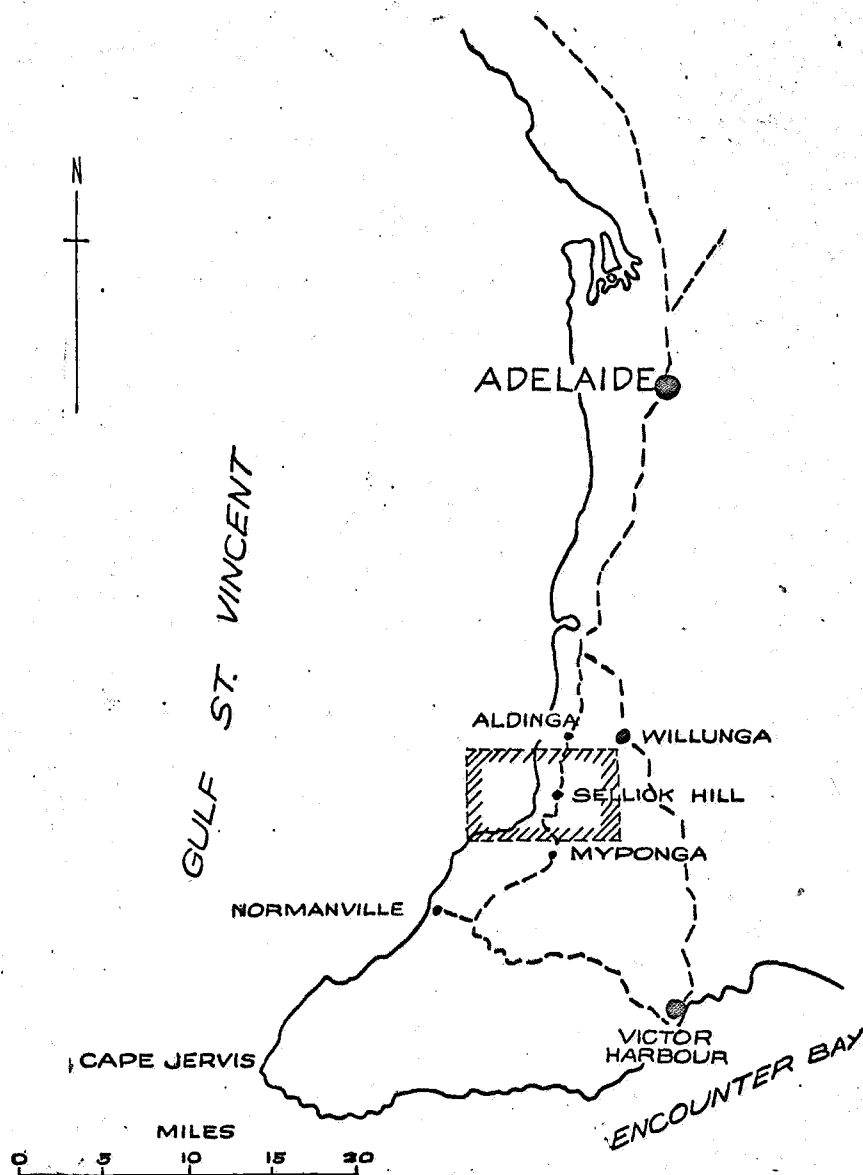 N
ADELAIDE
GULF ST. VINCENT
ALDINGA
WILLUNGA
SELLICK HILL
MYPONGA
NORMANVILLE
VICTOR
HARBOUR
CAPE JERVIS
ENCOUNTER BAY
MILES
0 5 10 15 20